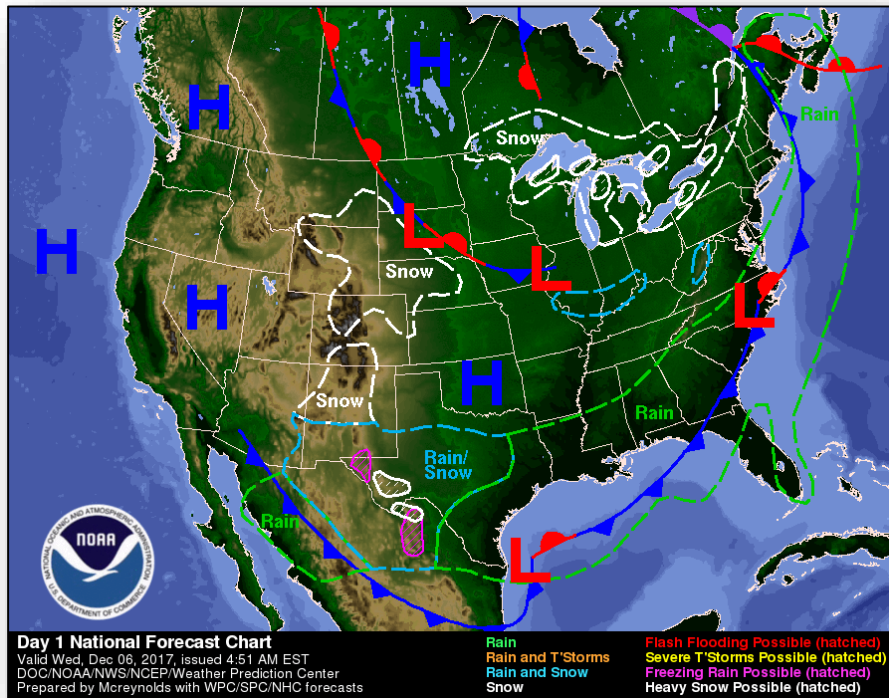 H
H
Snow
Rain
H
L
Snow
L
H
L
H
Snow
Rain
Rain/
Snow
Rain
L
NATIONAL OCEANIC AND ATMOSPHERIC ADMINISTRATION
NOAA
U.S. DEPARTMENT OF COMMERCE
Day 1 National Forecast Chart
Valid Wed, Dec 06, 2017, issued 4:51 AM EST
DOC/NOAA/NWS/NCEP/Weather Prediction Center
Prepared by Mcreynolds with WPC/SPC/NHC forecasts
Rain
Rain and T'Storms
Rain and Snow
Snow
Flash Flooding Possible (hatched)
Severe T'Storms Possible (hatched)
Freezing Rain Possible (hatched)
Heavy Snow Possible (hatched)